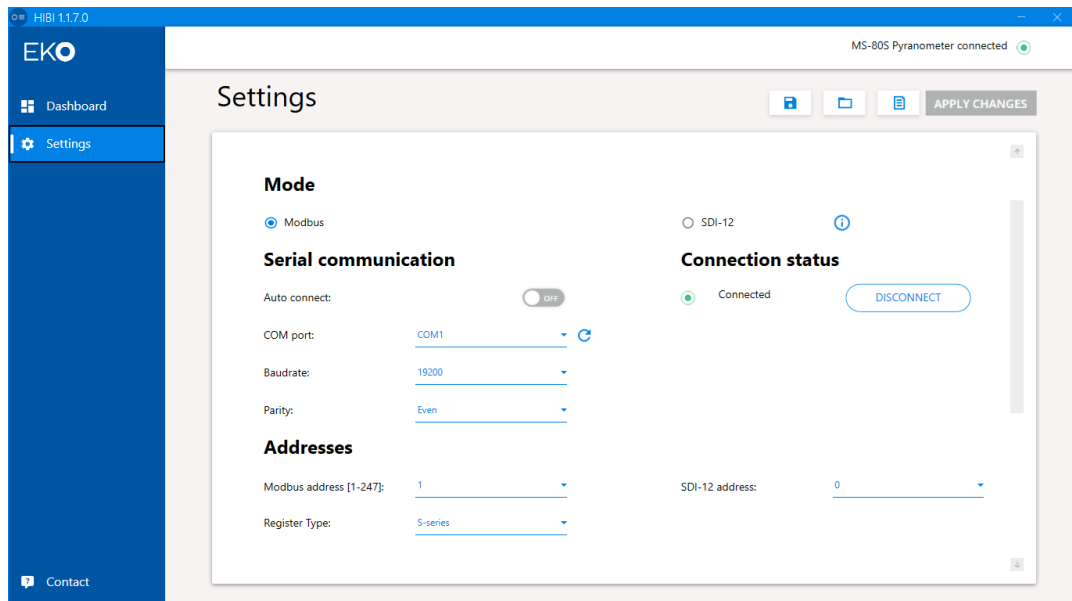 HIBI 1.1.7.0
EKO
MS-80S Pyranometer connected
Dashboard
Settings
Contact
Settings
APPLY CHANGES
Mode
Modbus
SDI-12
Serial communication
Connection status
Auto connect:
OFF
Connected
DISCONNECT
COM port:
COM1
Baudrate:
19200
Parity:
Even
Addresses
Modbus address [1-247]:
1
SDI-12 address:
0
Register Type:
S-series